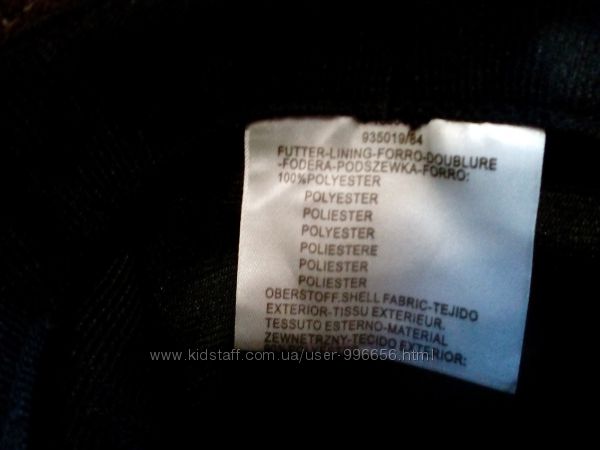 935019/84
FUTTER-LINING-FORRO-DOUBLURE
-FODERA-PODSZEWKA-FORRO:
100%POLYESTER
POLYESTER
POLIESTER
POLYESTER
POLIESTERE
POLIESTER
POLIESTER
OBERSTOFF.SHELL FABRIC-TEJIDO
EXTERIOR-TISSU EXTERIEUR.
TESSUTO ESTERNO-MATERIAL
ZEWNETRZNY-TECIDO EXTERIOR:
www.kidstaff.com.ua/user-996656.html